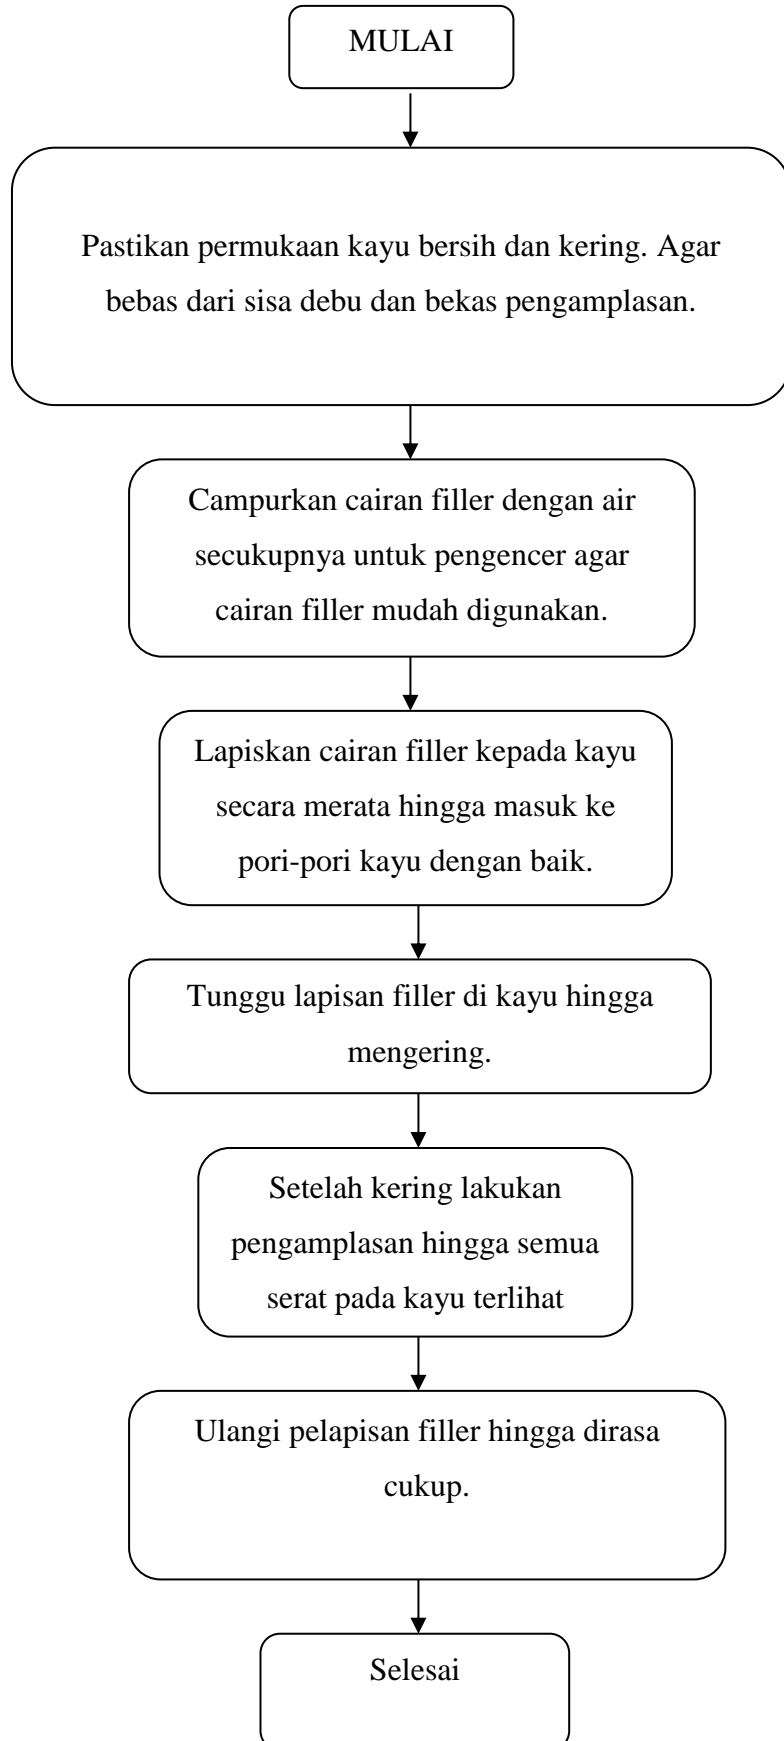 MULAI
Pastikan permukaan kayu bersih dan kering. Agar
bebas dari sisa debu dan bekas pengamplasan.
Campurkan cairan filler dengan air
secukupnya untuk pengencer agar
cairan filler mudah digunakan.
Lapiskan cairan filler kepada kayu
secara merata hingga masuk ke
pori-pori kayu dengan baik.
Tunggu lapisan filler di kayu hingga
mengering.
Setelah kering lakukan
pengamplasan hingga semua
serat pada kayu terlihat
Ulangi pelapisan filler hingga dirasa
cukup.
Selesai